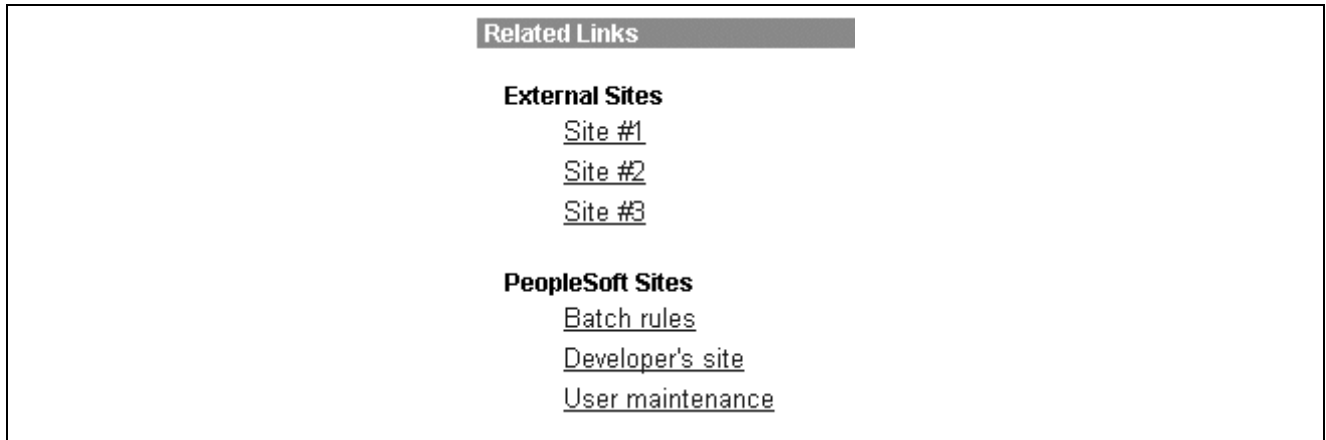 Related Links
External Sites
Site #1
Site #2
Site #3
PeopleSoft Sites
Batch rules
Developer's site
User maintenance